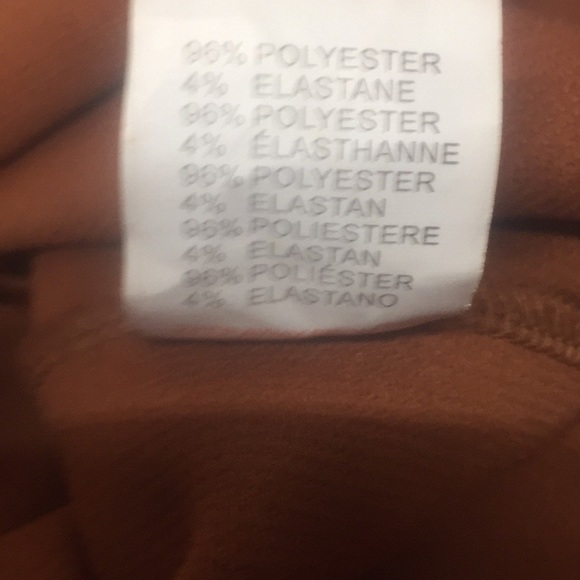 96% POLYESTER
4% ELASTANE
96% POLYESTER
4% ÉLASTHANNE
96% POLYESTER
4% ELASTAN
96% POLIESTERE
4% ELASTAN
96% POLIÉSTER
4% ELASTANO